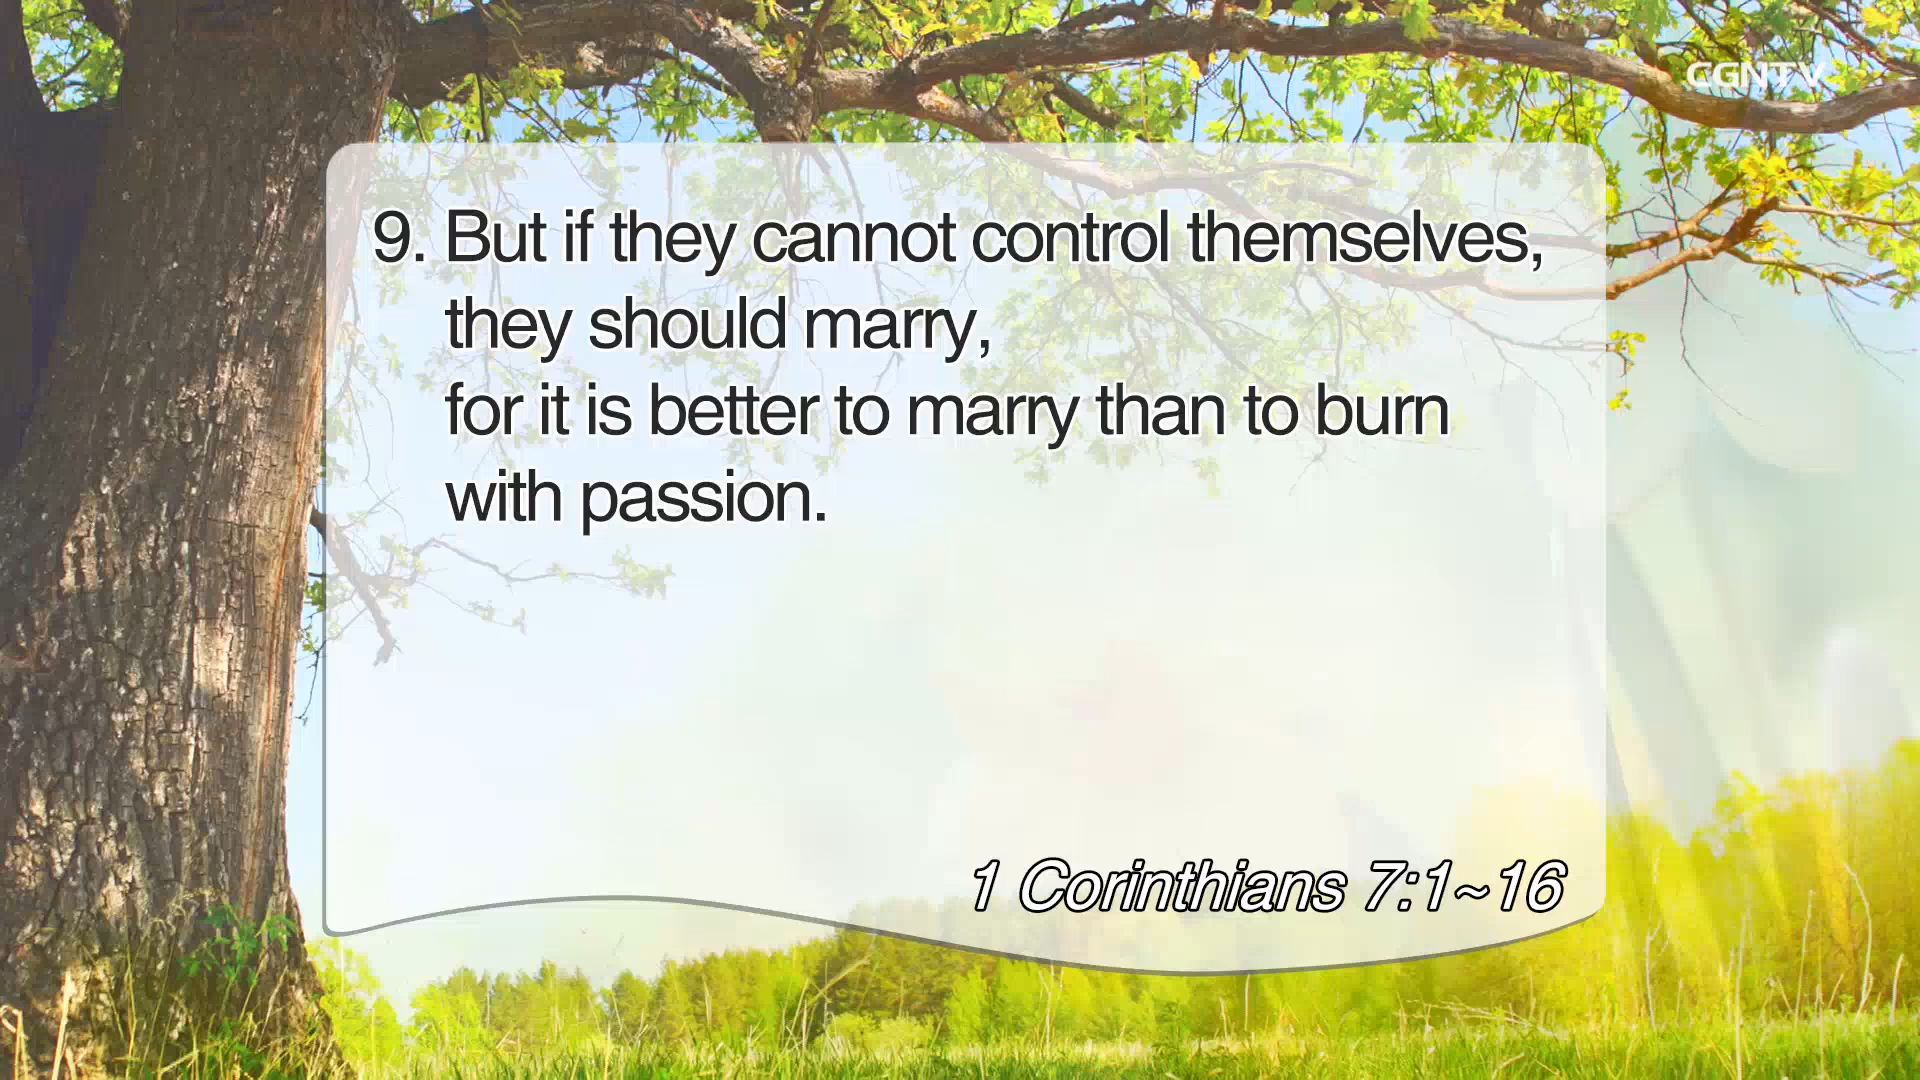 CGNTV
9. But if they cannot control themselves,
they should marry,
for it is better to marry than to burn
with passion.
1 Corinthians 7:1~16